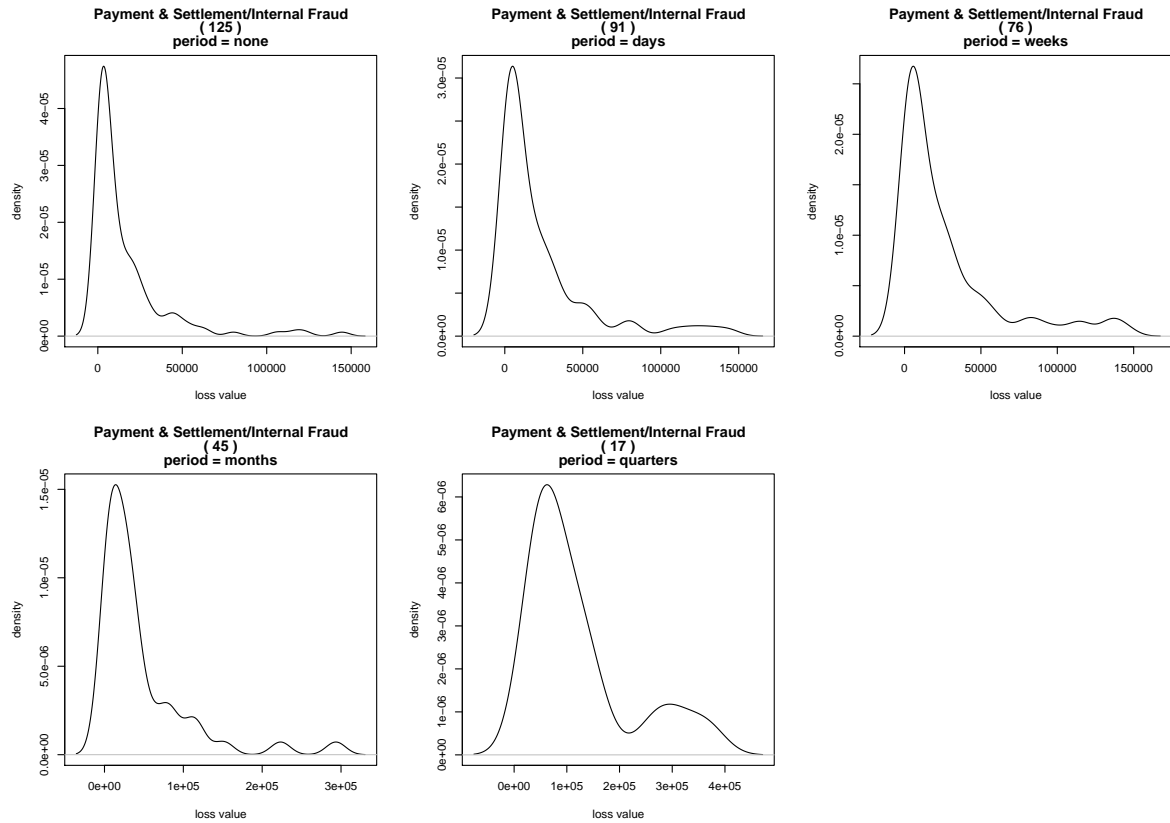 Payment & Settlement/Internal Fraud
( 125 )
period = none
density
0e+00
1e−05
2e−05
3e−05
4e−05
0
50000
100000
150000
loss value
Payment & Settlement/Internal Fraud
( 91 )
period = days
density
0.0e+00
1.0e−05
2.0e−05
3.0e−05
0
50000
100000
150000
loss value
Payment & Settlement/Internal Fraud
( 76 )
period = weeks
density
0.0e+00
1.0e−05
2.0e−05
0
50000
100000
150000
loss value
Payment & Settlement/Internal Fraud
( 45 )
period = months
density
0.0e+00
5.0e−06
1.0e−05
1.5e−05
0e+00
1e+05
2e+05
3e+05
loss value
Payment & Settlement/Internal Fraud
( 17 )
period = quarters
density
0e+00
1e−06
2e−06
3e−06
4e−06
5e−06
6e−06
0e+00
1e+05
2e+05
3e+05
4e+05
loss value